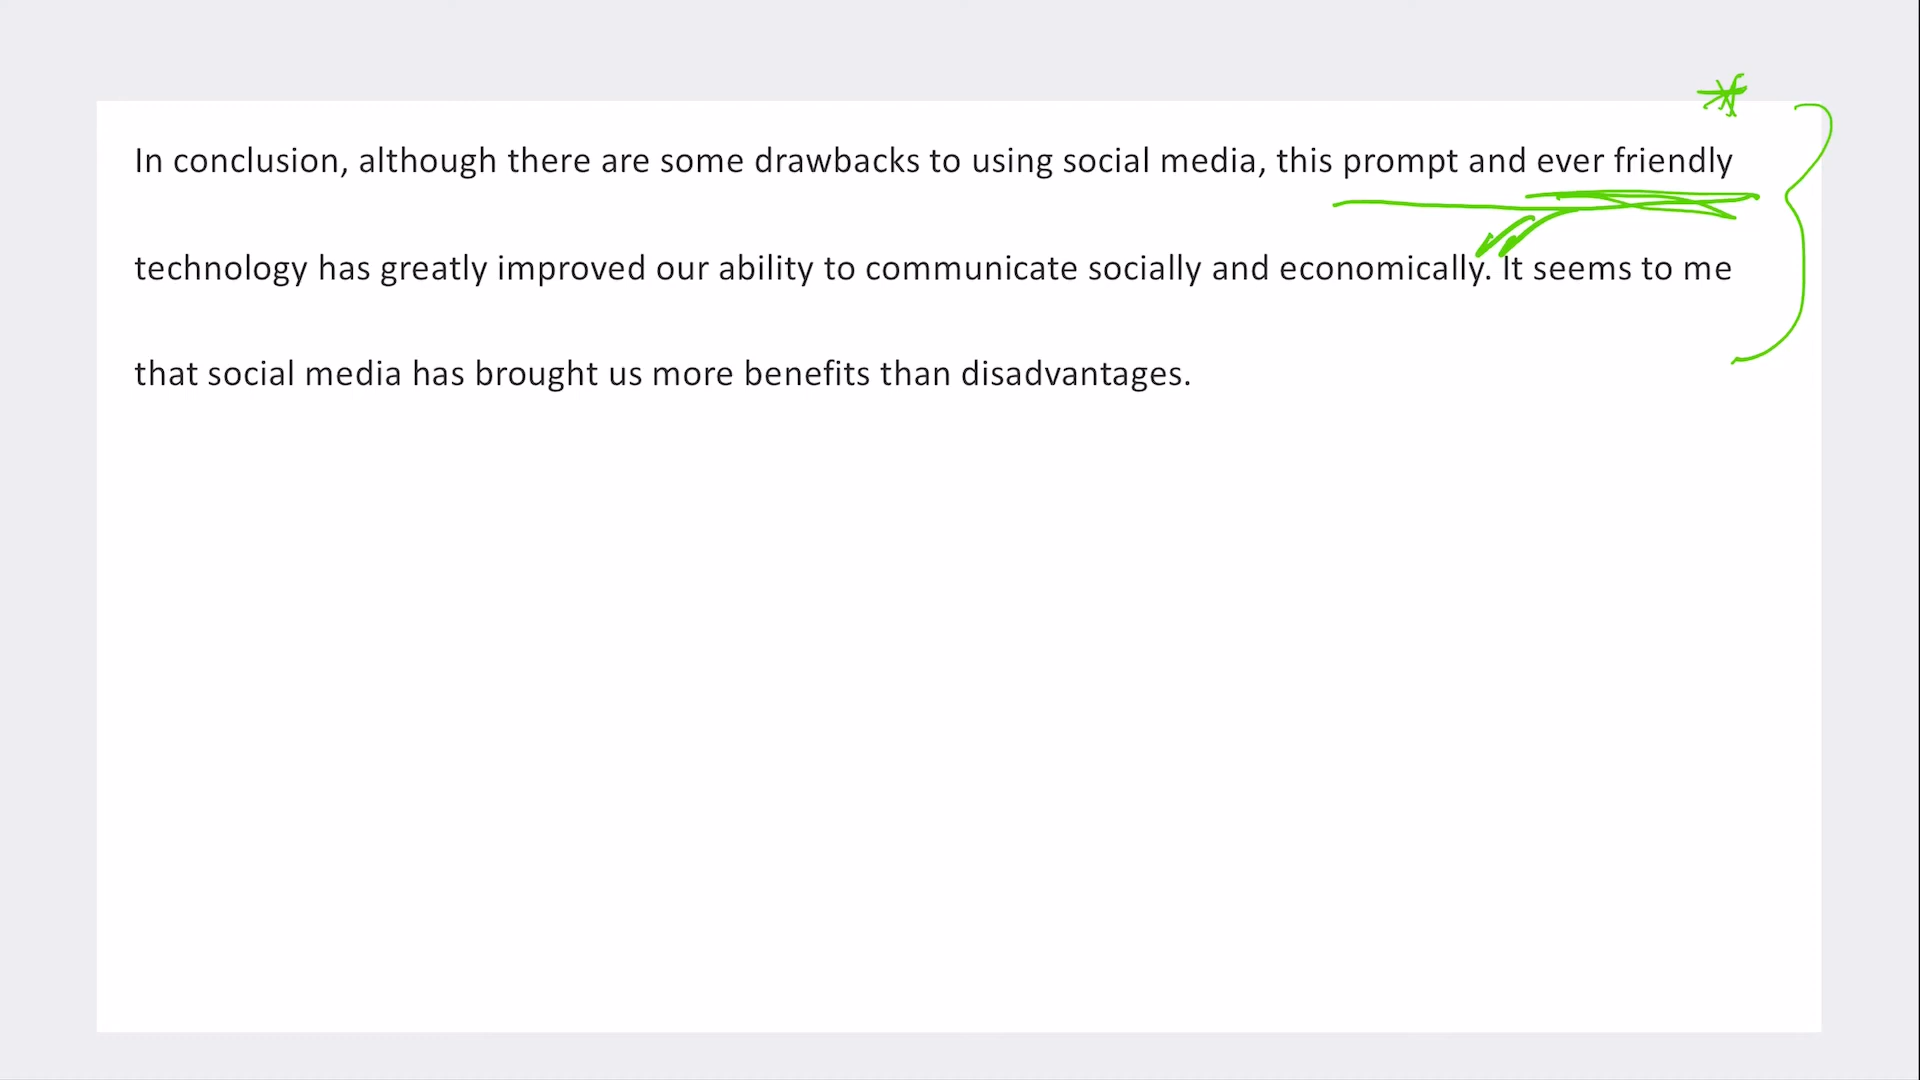 In conclusion, although there are some drawbacks to using social media, this prompt and ever friendly
technology has greatly improved our ability to communicate socially and economically. It seems to me
that social media has brought us more benefits than disadvantages.